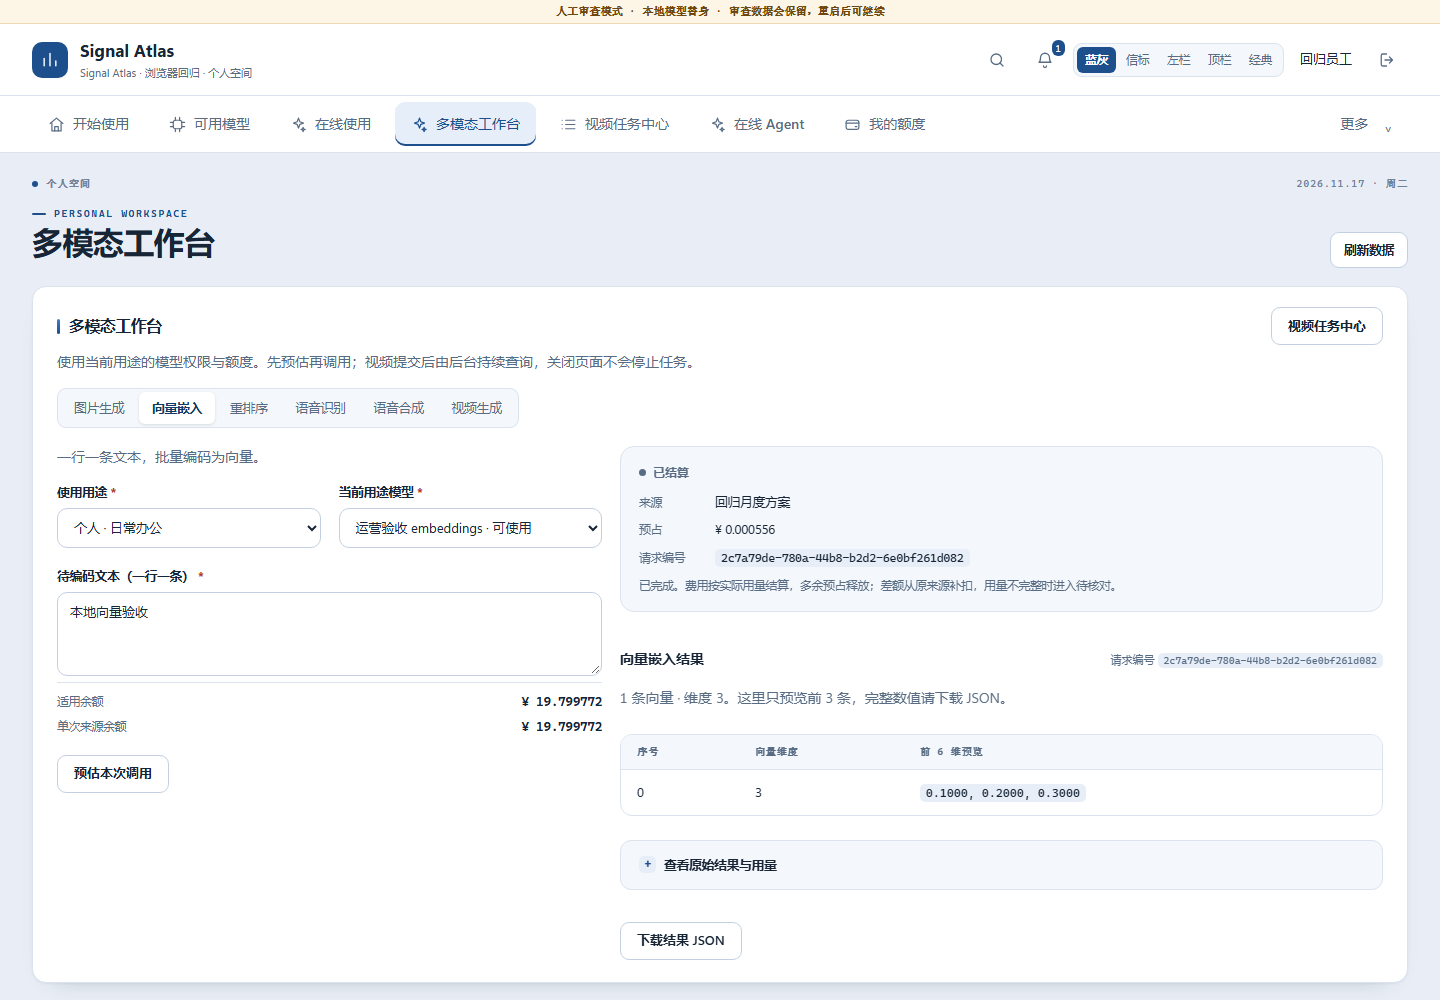 人工审查模式 · 本地模型替身 · 审查数据会保留，重启后可继续
Signal Atlas
Signal Atlas · 浏览器回归 · 个人空间
1
蓝灰 信标 左栏 顶栏 经典
回归员工
开始使用 可用模型 在线使用 多模态工作台 视频任务中心 在线 Agent 我的额度 更多
个人空间
2026.11.17 · 周二
PERSONAL WORKSPACE
多模态工作台
刷新数据
多模态工作台
视频任务中心
使用当前用途的模型权限与额度。先预估再调用；视频提交后由后台持续查询，关闭页面不会停止任务。
图片生成 向量嵌入 重排序 语音识别 语音合成 视频生成
一行一条文本，批量编码为向量。
使用用途 * 当前用途模型 *
个人 · 日常办公 运营验收 embeddings · 可使用
待编码文本（一行一条） *
本地向量验收
适用余额 ¥ 19.799772
单次来源余额 ¥ 19.799772
预估本次调用
已结算
来源 回归月度方案
预占 ¥ 0.000556
请求编号 2c7a79de-780a-44b8-b2d2-6e0bf261d082
已完成。费用按实际用量结算，多余预占释放；差额从原来源补扣，用量不完整时进入待核对。
向量嵌入结果
请求编号 2c7a79de-780a-44b8-b2d2-6e0bf261d082
1 条向量 · 维度 3。这里只预览前 3 条，完整数值请下载 JSON。
序号 向量维度 前 6 维预览
0 3 0.1000, 0.2000, 0.3000
+ 查看原始结果与用量
下载结果 JSON